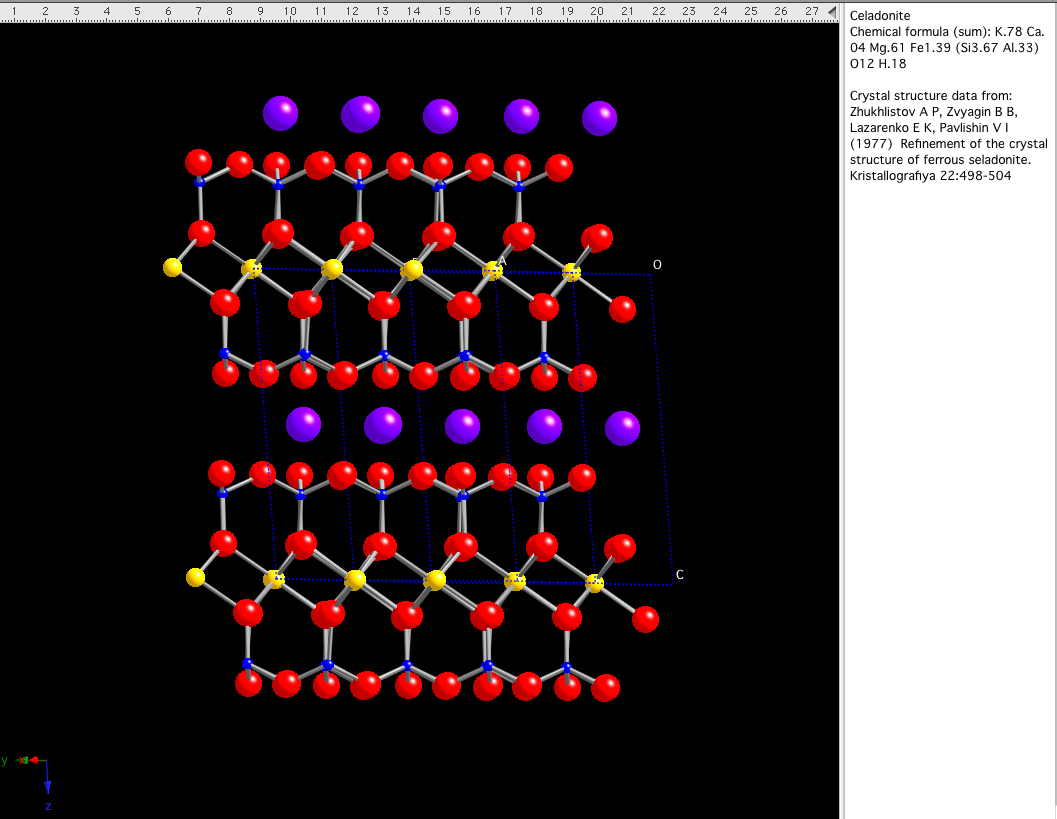 1 2 3 4 5 6 7 8 9 10 11 12 13 14 15 16 17 18 19 20 21 22 23 24 25 26 27
Celadonite
Chemical formula (sum): K.78 Ca.
04 Mg.61 Fe1.39 (Si3.67 Al.33)
O12 H.18
Crystal structure data from:
Zhukhlistov A P, Zvyagin B B,
Lazarenko E K, Pavlishin V I
(1977)  Refinement of the crystal
structure of ferrous seladonite.
Kristallografiya 22:498-504
A
O
C
y x
z